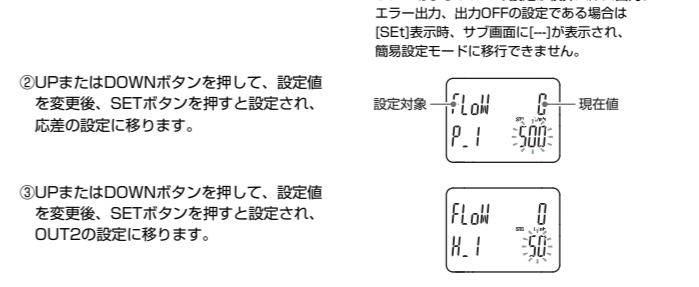 エラー出力、出力OFFの設定である場合は
[SEt]表示時、サブ画面に[---]が表示され、
簡易設定モードに移行できません。
②UPまたはDOWNボタンを押して、設定値
を変更後、SETボタンを押すと設定され、
応差の設定に移ります。
設定対象
FLoW 0
現在値
P_1 500
③UPまたはDOWNボタンを押して、設定値
を変更後、SETボタンを押すと設定され、
OUT2の設定に移ります。
FLoW 0
H_1 50